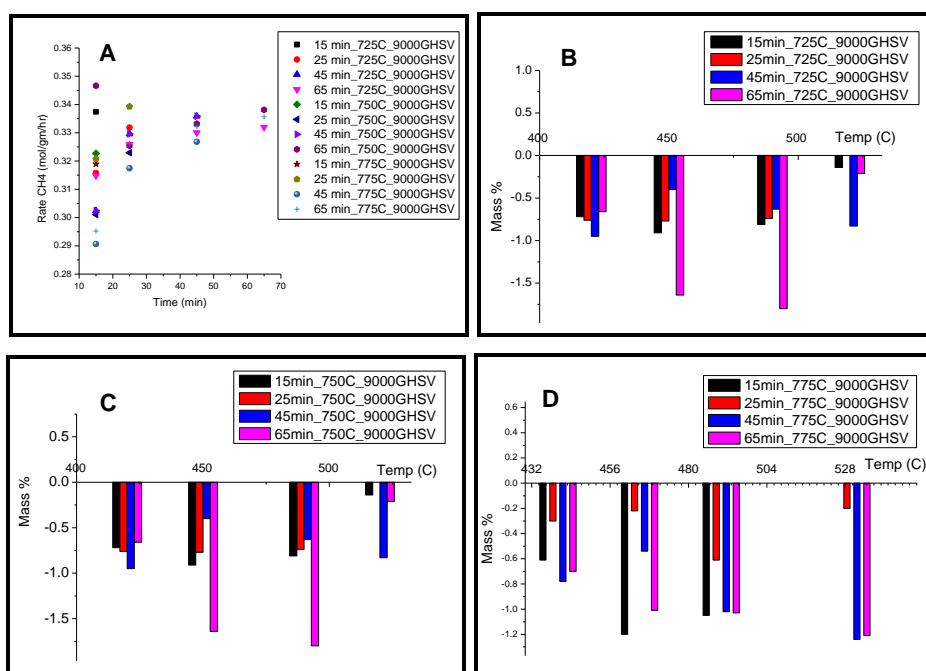 A
0.36
0.35
0.34
0.33
0.32
0.31
0.30
0.29
0.28
10 20 30 40 50 60 70
Rate CH4 (mol/gm/hr)
Time (min)
15 min_725C_9000GHSV
25 min_725C_9000GHSV
45 min_725C_9000GHSV
65 min_725C_9000GHSV
15 min_750C_9000GHSV
25 min_750C_9000GHSV
45 min_750C_9000GHSV
65 min_750C_9000GHSV
15 min_775C_9000GHSV
25 min_775C_9000GHSV
45 min_775C_9000GHSV
65 min_775C_9000GHSV
B
15min_725C_9000GHSV
25min_725C_9000GHSV
45min_725C_9000GHSV
65min_725C_9000GHSV
1.0
0.5
400 450 500 Temp (C)
0.0
-0.5
-1.0
-1.5
Mass %
C
15min_750C_9000GHSV
25min_750C_9000GHSV
45min_750C_9000GHSV
65min_750C_9000GHSV
0.5
400 450 500 Temp (C)
0.0
-0.5
-1.0
-1.5
Mass %
D
15min_775C_9000GHSV
25min_775C_9000GHSV
45min_775C_9000GHSV
65min_775C_9000GHSV
0.6
0.4
0.2
432 456 480 504 528 Temp (C)
0.0
-0.2
-0.4
-0.6
-0.8
-1.0
-1.2
Mass %